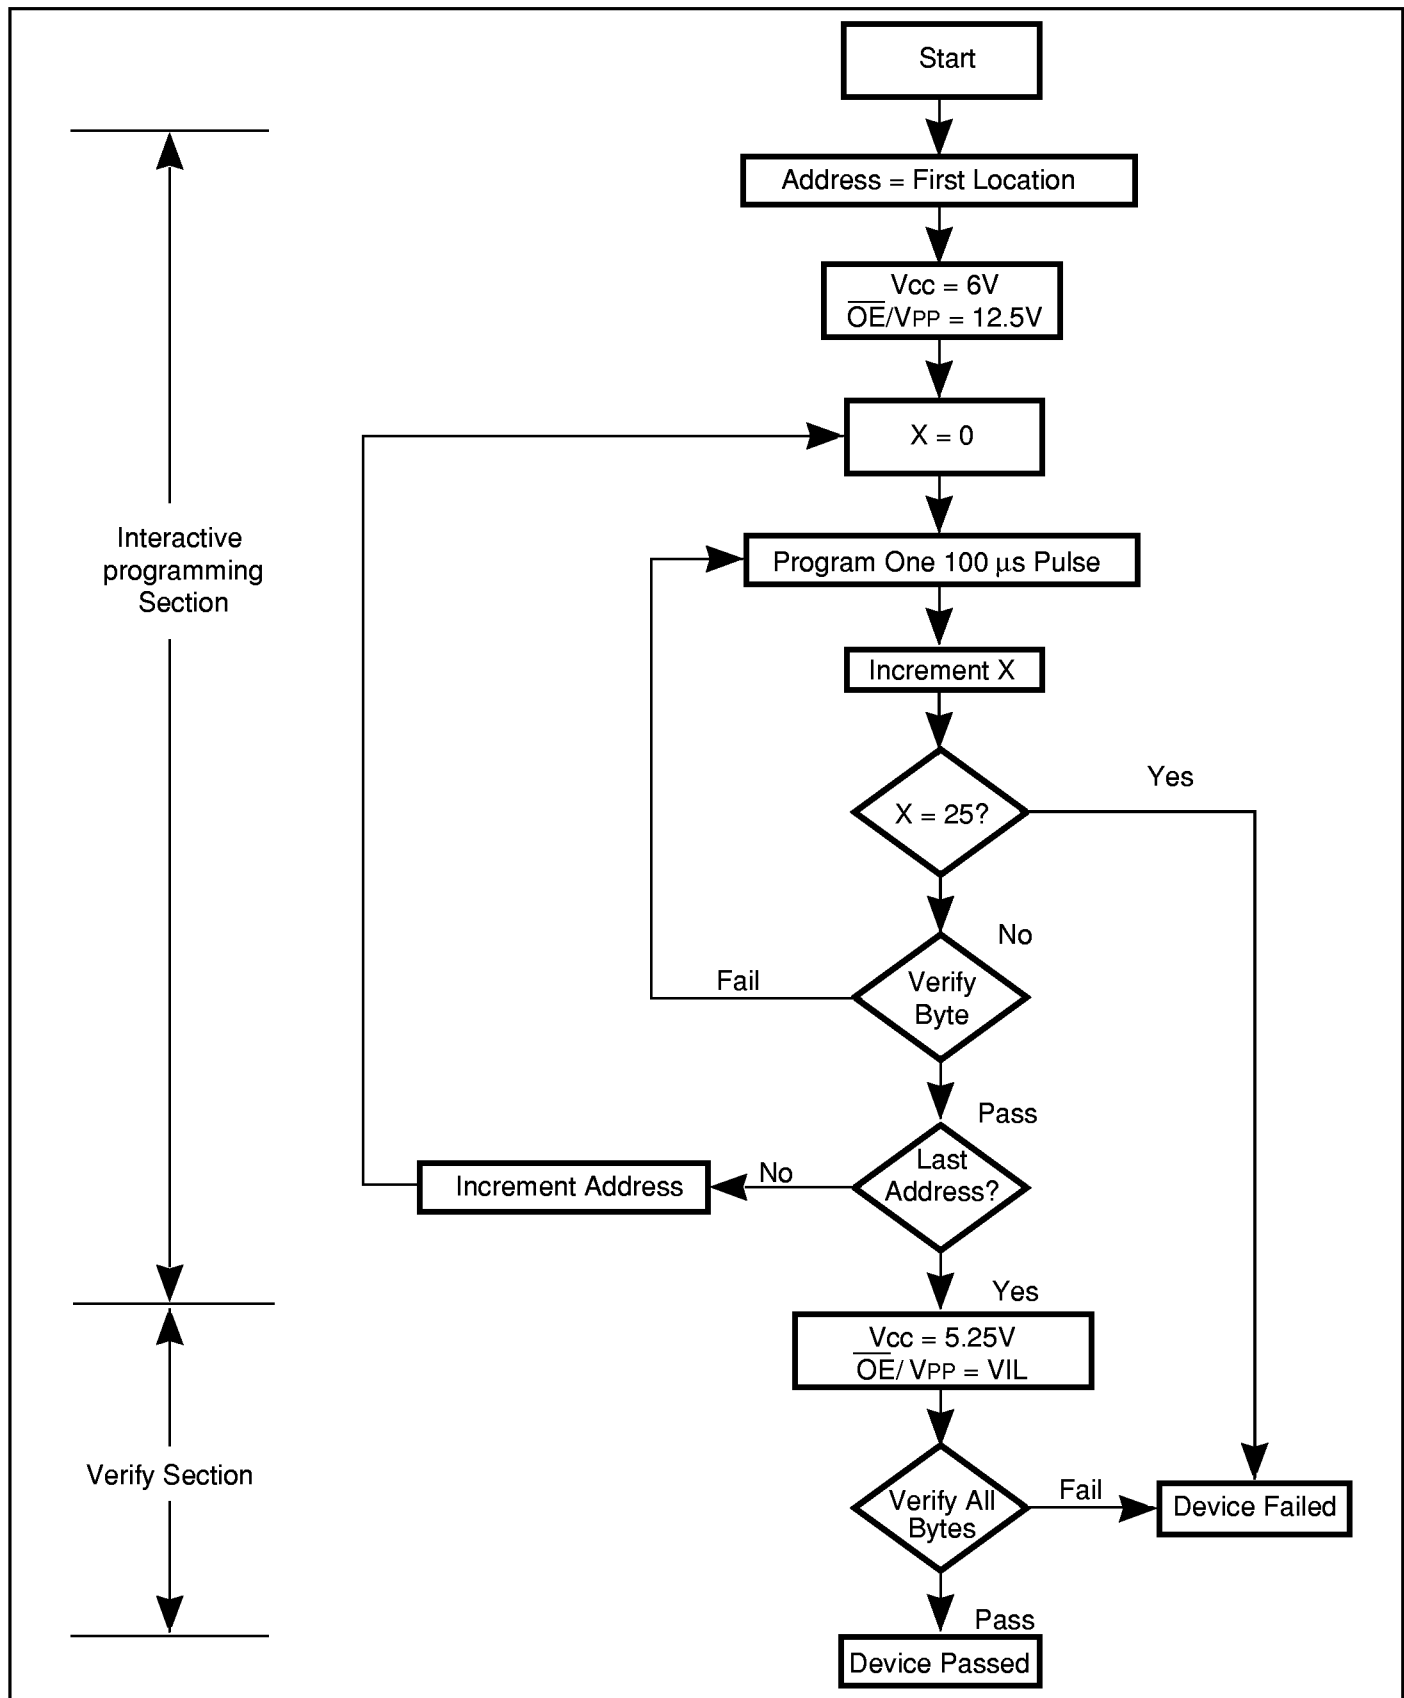 Start
Address = First Location
Vcc = 6V
OE/VPP = 12.5V
X = 0
Interactive
programming
Section
Program One 100 μs Pulse
Increment X
X = 25?
Yes
No
Verify
Byte
Fail
Pass
Last
Address?
No
Increment Address
Yes
Vcc = 5.25V
OE/ VPP = VIL
Verify Section
Verify All
Bytes
Fail
Device Failed
Pass
Device Passed